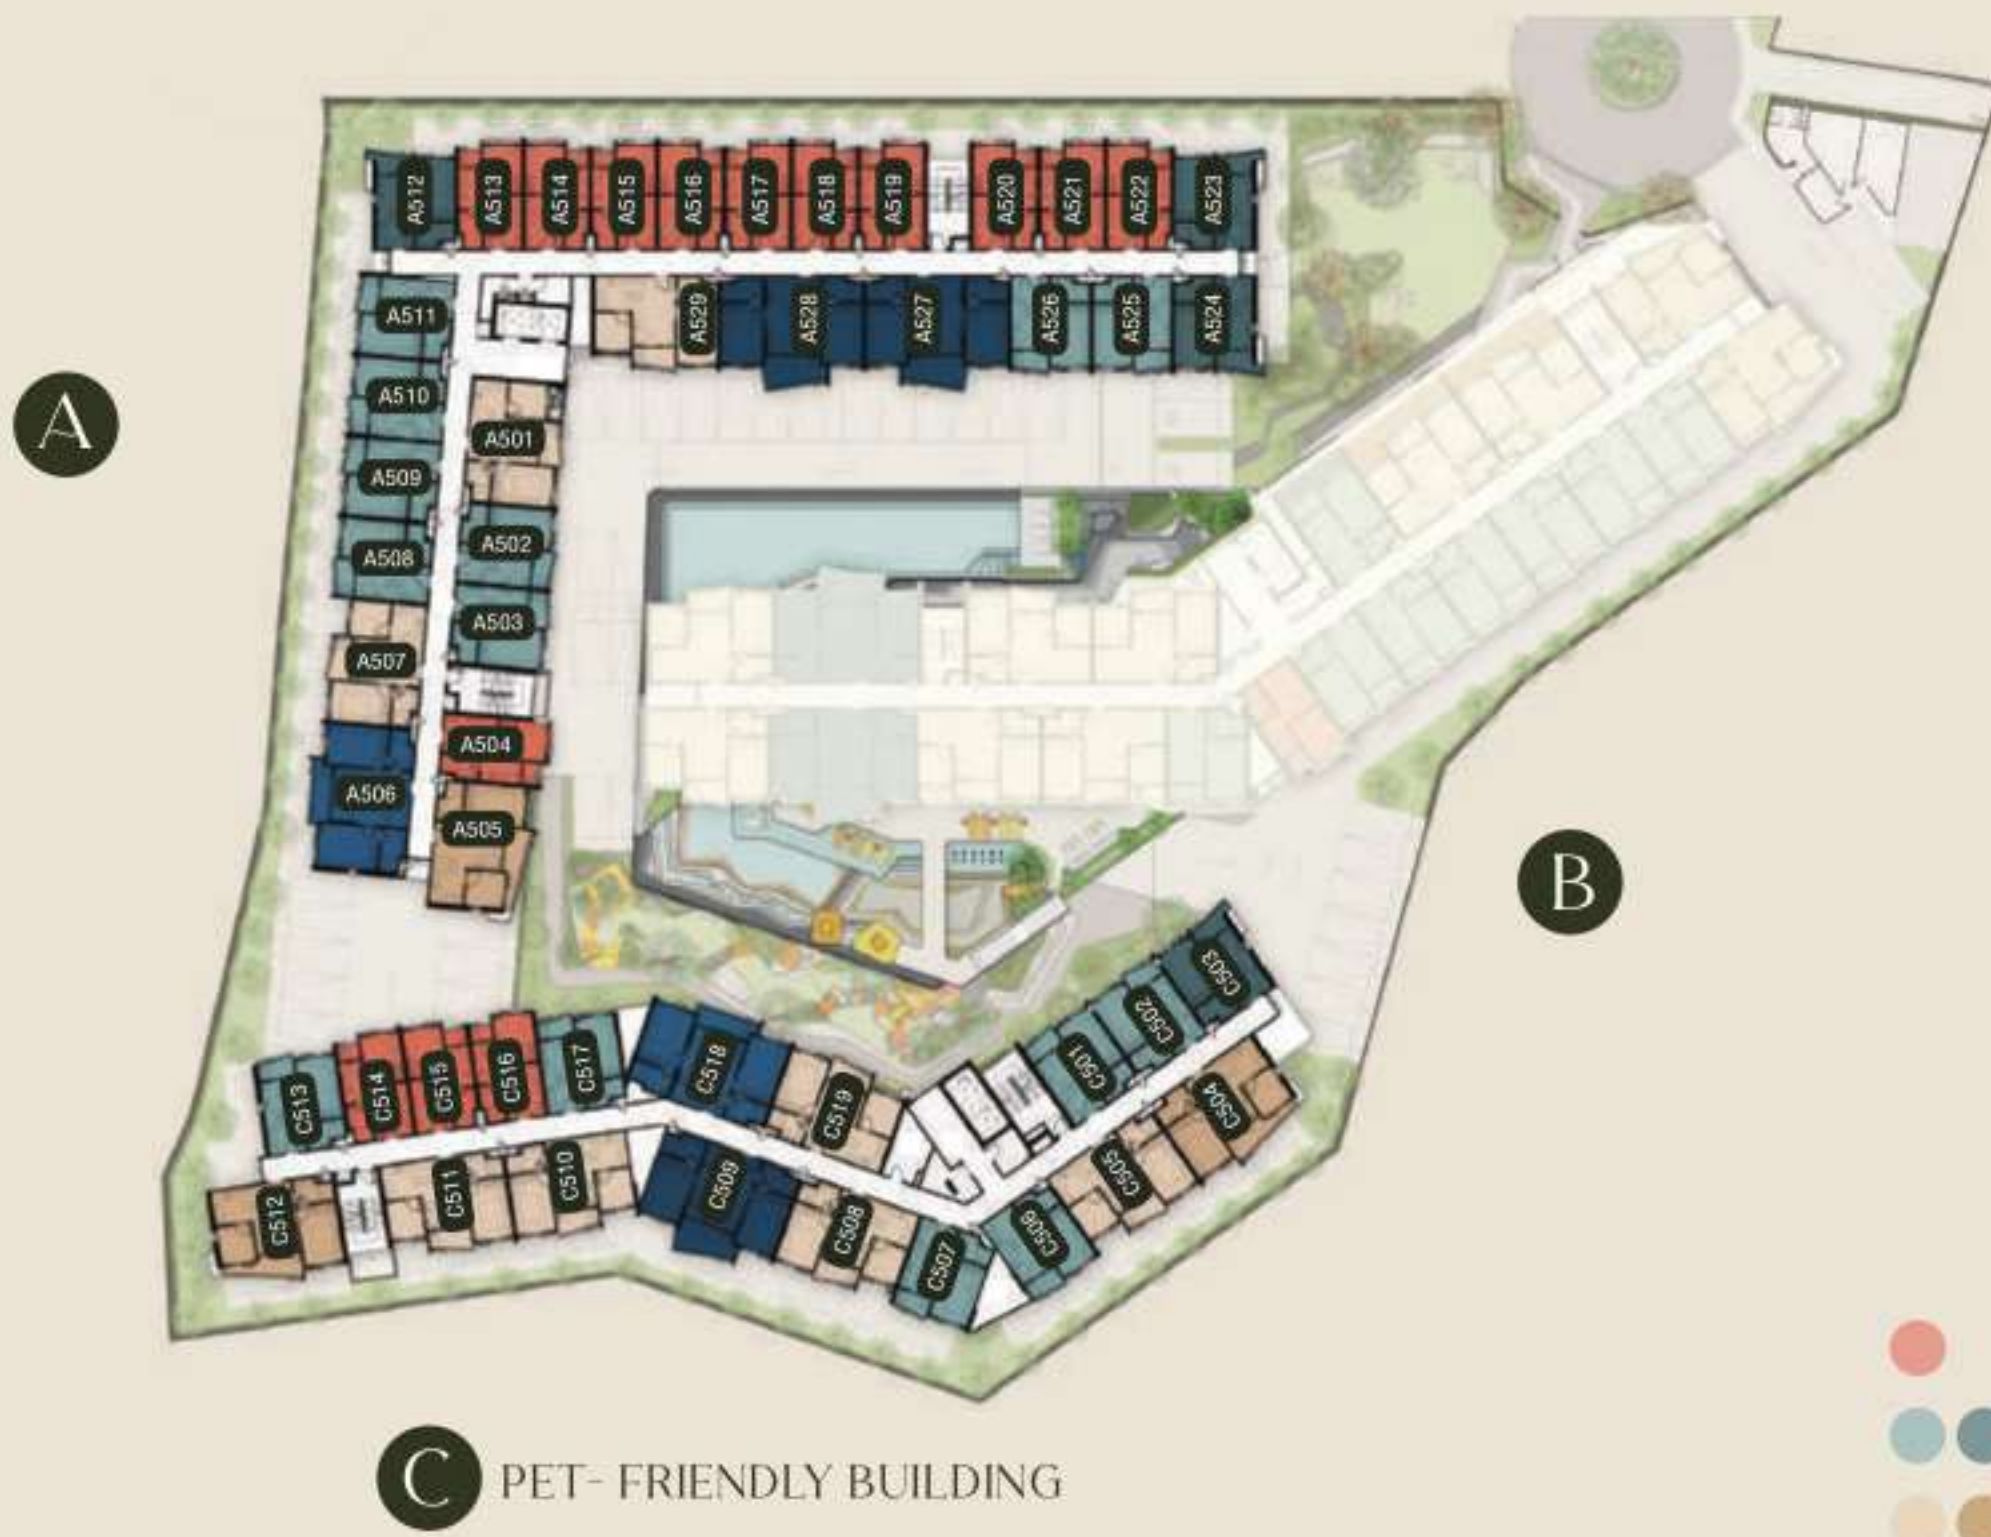 A512 A513 A514 A515 A516 A517 A518 A519 A520 A521 A522 A523
A511 A529 A528 A527 A526 A525 A524
A510
A501
A509
A502
A508
A503
A507
A504
A506
A505
A
B
C503
C502
C501
C513 C514 C515 C516 C517 C518 C519
C504
C505
C512 C511 C510 C509 C508 C507 C506
C PET- FRIENDLY BUILDING